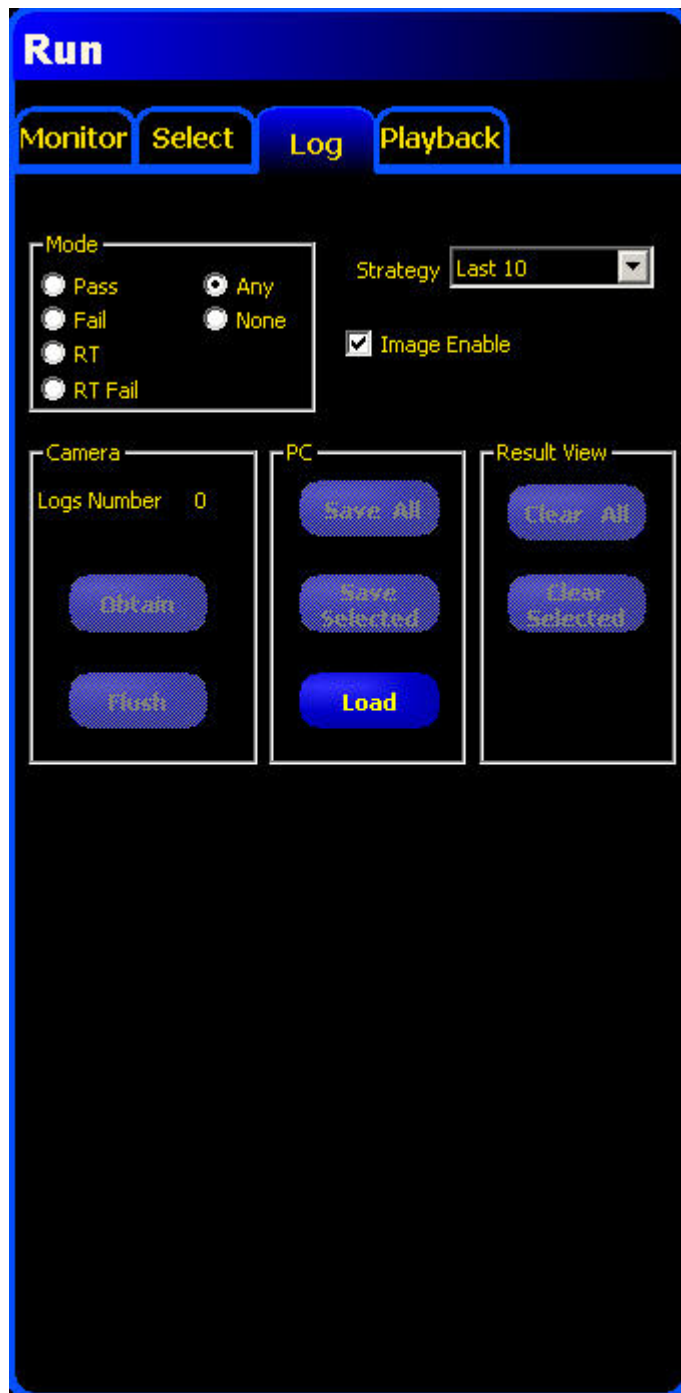 Run
Monitor Select Log Playback
Mode
Pass
Fail
RT
RT Fail
Any
None
Strategy Last 10
Image Enable
Camera
Logs Number 0
Obtain
Flush
PC
Save All
Save
Selected
Load
Result View
Clear All
Clear
Selected